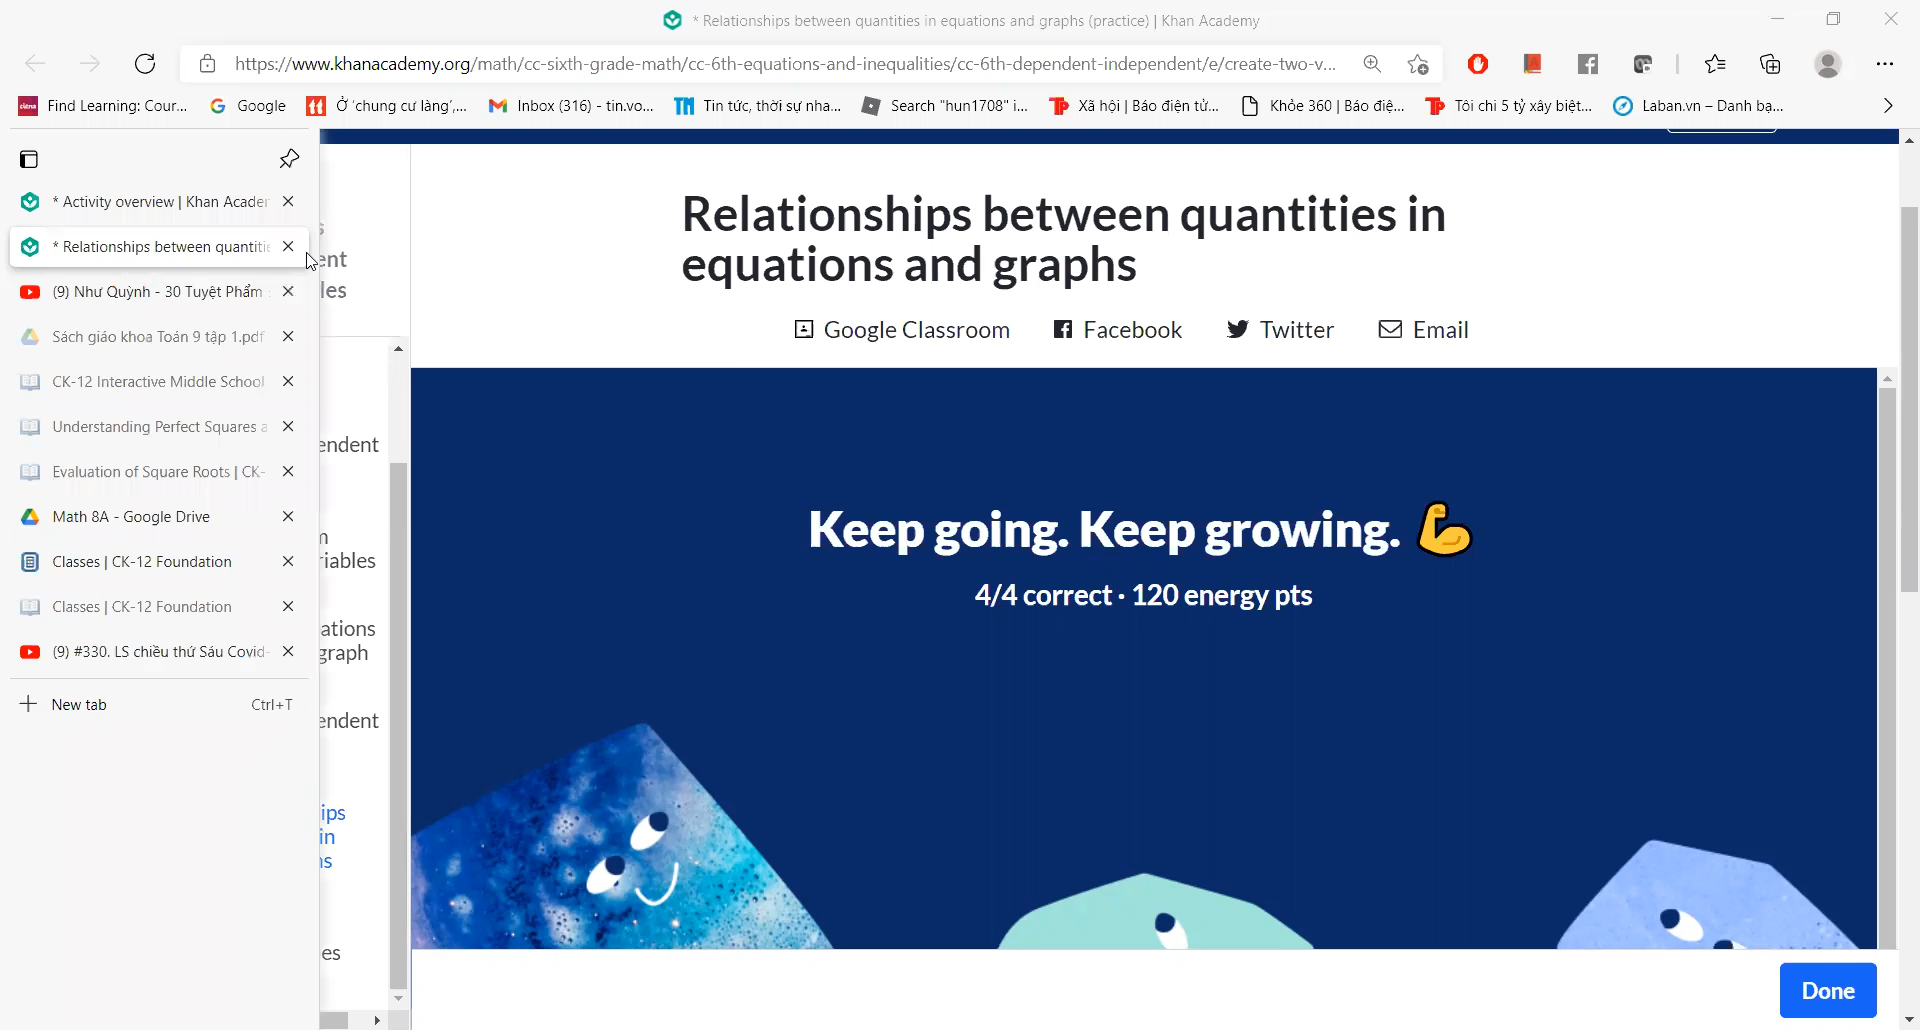 * Relationships between quantities in equations and graphs (practice) | Khan Academy
https://www.khanacademy.org/math/cc-sixth-grade-math/cc-6th-equations-and-inequalities/cc-6th-dependent-independent/e/create-two-v...
Find Learning: Cour... Google Ở 'chung cư làng',... Inbox (316) - tin.vo... Tin tức, thời sự nha... Search "hun1708" i... Xã hội | Báo điện tử... Khỏe 360 | Báo điệ... Tôi chi 5 tỷ xây biệt... Laban.vn – Danh bạ...
* Activity overview | Khan Acader
* Relationships between quantitie
(9) Như Quỳnh - 30 Tuyệt Phẩm
Sách giáo khoa Toán 9 tập 1.pdf
CK-12 Interactive Middle School
Understanding Perfect Squares a
Evaluation of Square Roots | CK-
Math 8A - Google Drive
Classes | CK-12 Foundation
Classes | CK-12 Foundation
(9) #330. LS chiều thứ Sáu Covid-
New tab Ctrl+T
s
ent
les
endent
n
riables
ations
graph
endent
ips
in
ns
es
Relationships between quantities in
equations and graphs
Google Classroom Facebook Twitter Email
Keep going. Keep growing. 💪
4/4 correct · 120 energy pts
Done